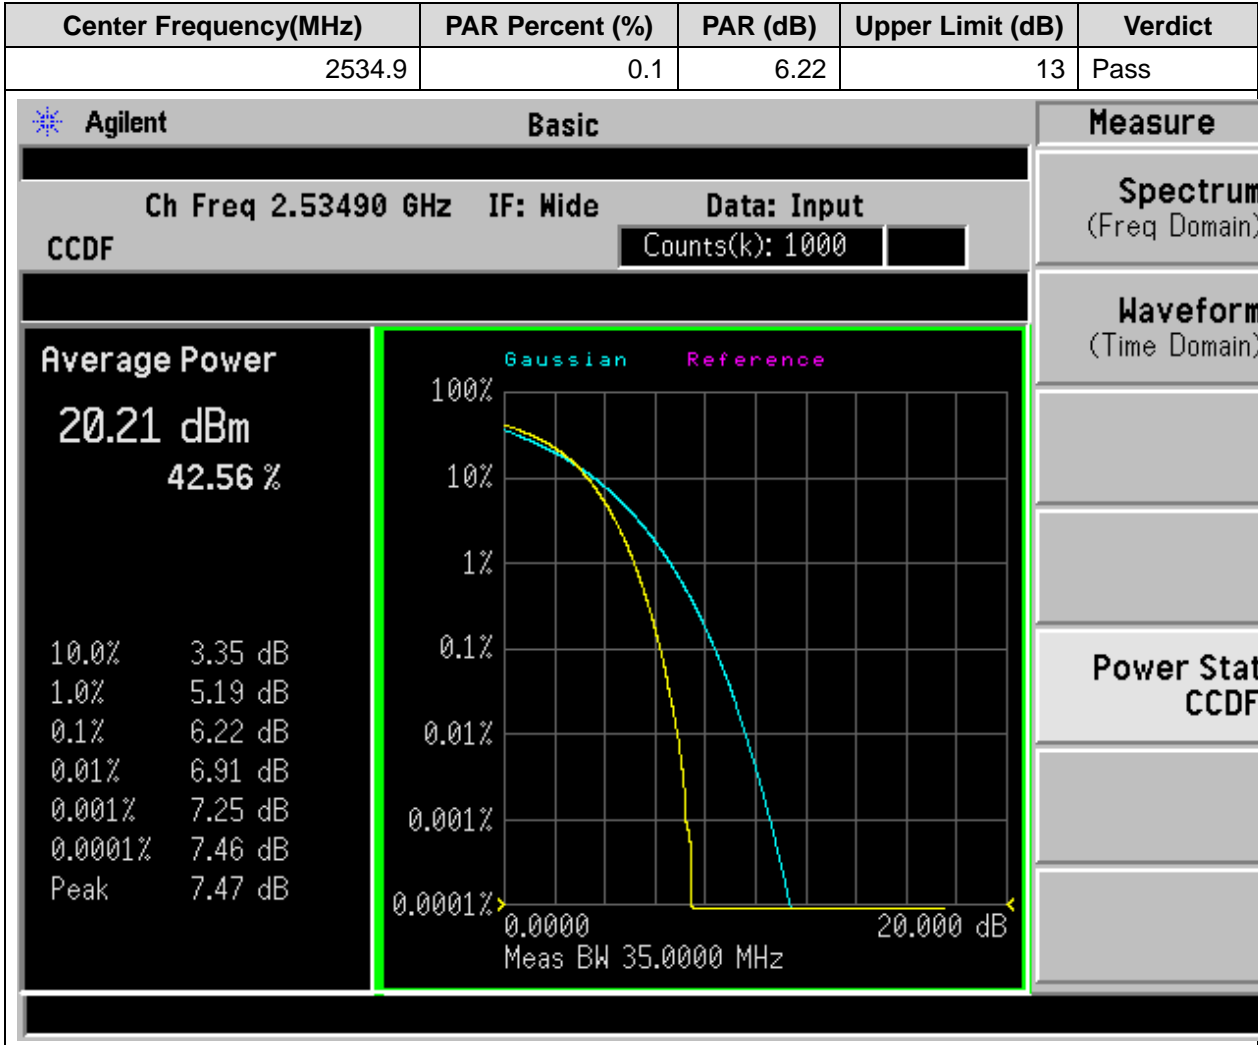 Center Frequency(MHz) PAR Percent (%) PAR (dB) Upper Limit (dB) Verdict
2534.9 0.1 6.22 13 Pass
Agilent Basic Measure
Ch Freq 2.53490 GHz IF: Wide Data: Input
CCDF Counts(k): 1000
Spectrum
(Freq Domain)
Waveform
(Time Domain)
Power Stat
CCDF
Average Power
20.21 dBm
42.56 %
10.0% 3.35 dB
1.0% 5.19 dB
0.1% 6.22 dB
0.01% 6.91 dB
0.001% 7.25 dB
0.0001% 7.46 dB
Peak 7.47 dB
Gaussian Reference
100%
10%
1%
0.1%
0.01%
0.001%
0.0001%
0.0000 20.000 dB
Meas BW 35.0000 MHz